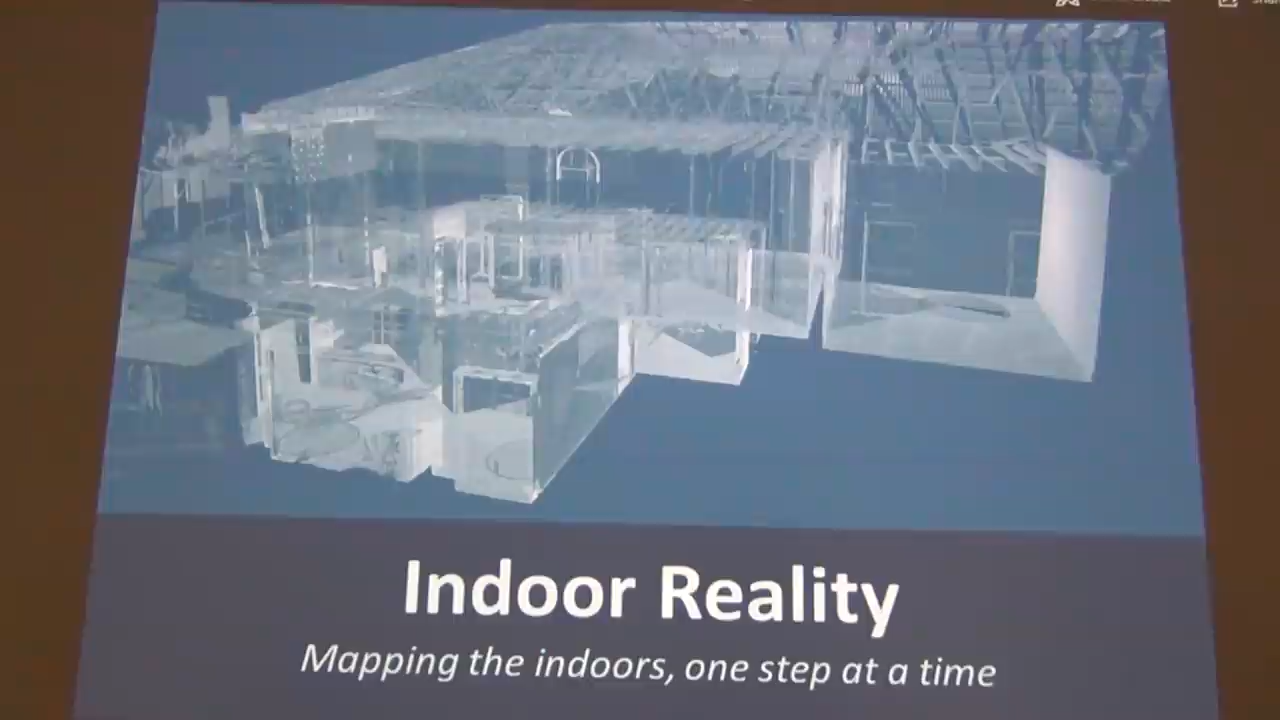 Indoor Reality
Mapping the indoors, one step at a time